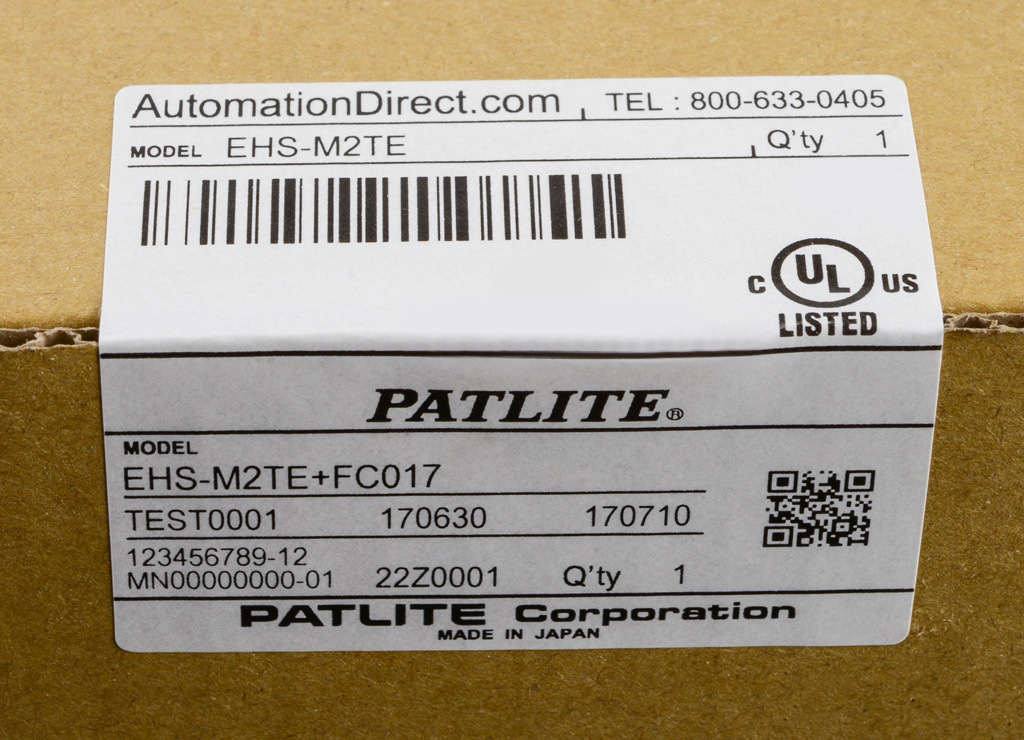 AutomationDirect.com TEL : 800-633-0405
MODEL EHS-M2TE Q'ty 1
C UL US
LISTED
PATLITE®
MODEL
EHS-M2TE+FC017
TEST0001 170630 170710
123456789-12
MN00000000-01 22Z0001 Q'ty 1
PATLITE Corporation
MADE IN JAPAN